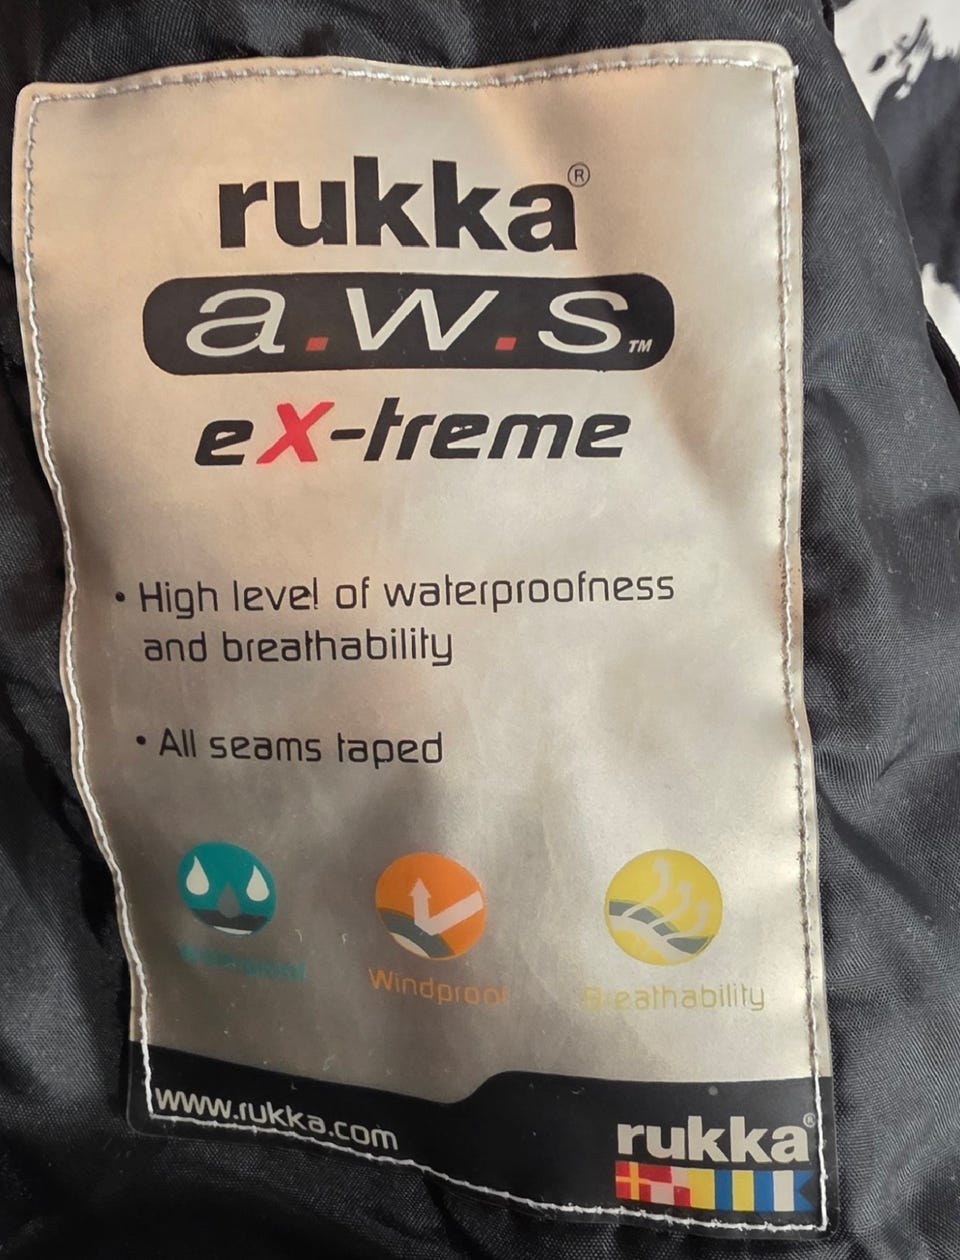 rukka®
a.w.s™
eX-treme
• High level of waterproofness
and breathability
• All seams taped
Waterproof
Windproof
Breathability
www.rukka.com
rukka®